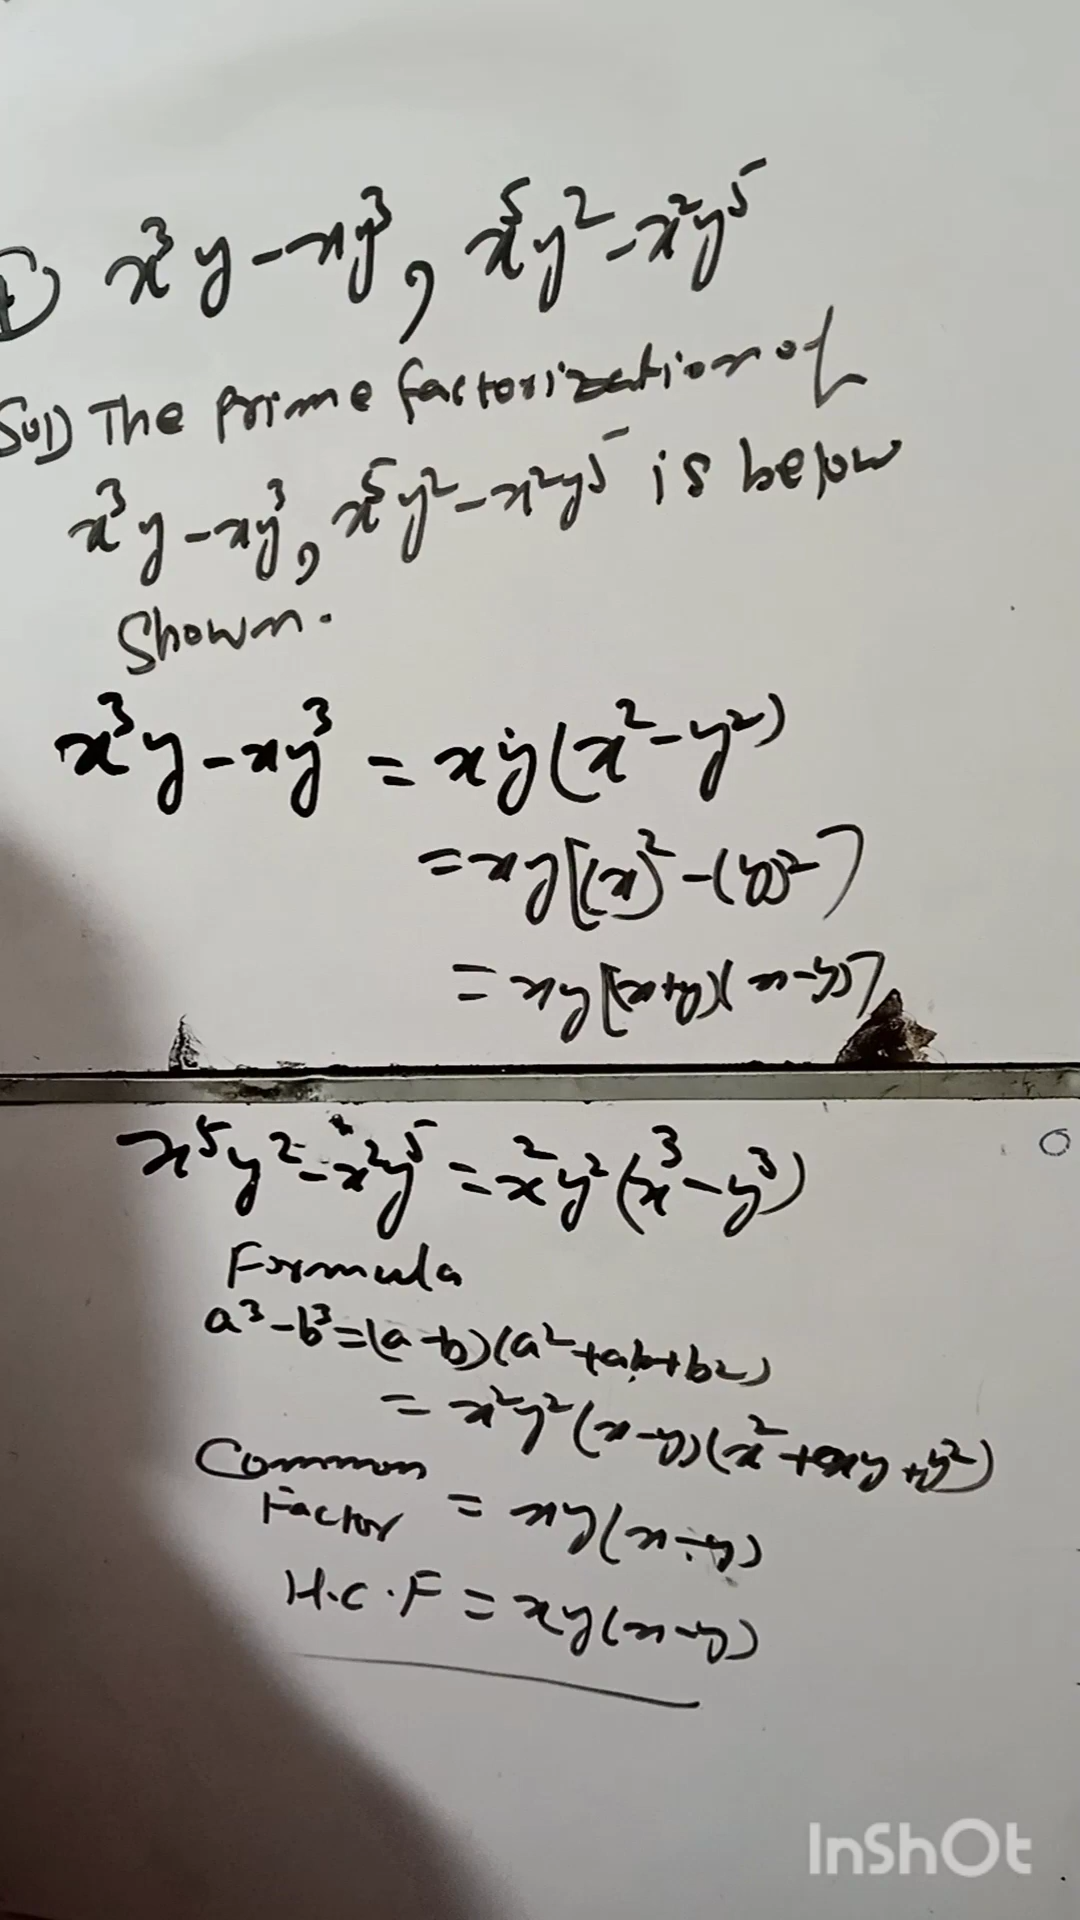 x³y-xy³, x⁵y²-x²y⁵
Sol) The Prime factorization of
x³y-xy³, x⁵y²-x²y⁵ is below
Shown.
x³y-xy³ = xy(x²-y²)
=xy[(x)²-(y)²]
=xy[(x+y)(x-y)]
x⁵y²-x²y⁵=x²y²(x³-y³)
Formula
a³-b³=(a-b)(a²+ab+b²)
= x²y²(x-y)(x²+xy+y²)
Common
Factor = xy(x-y)
H.C.F = xy(x-y)
InShOt